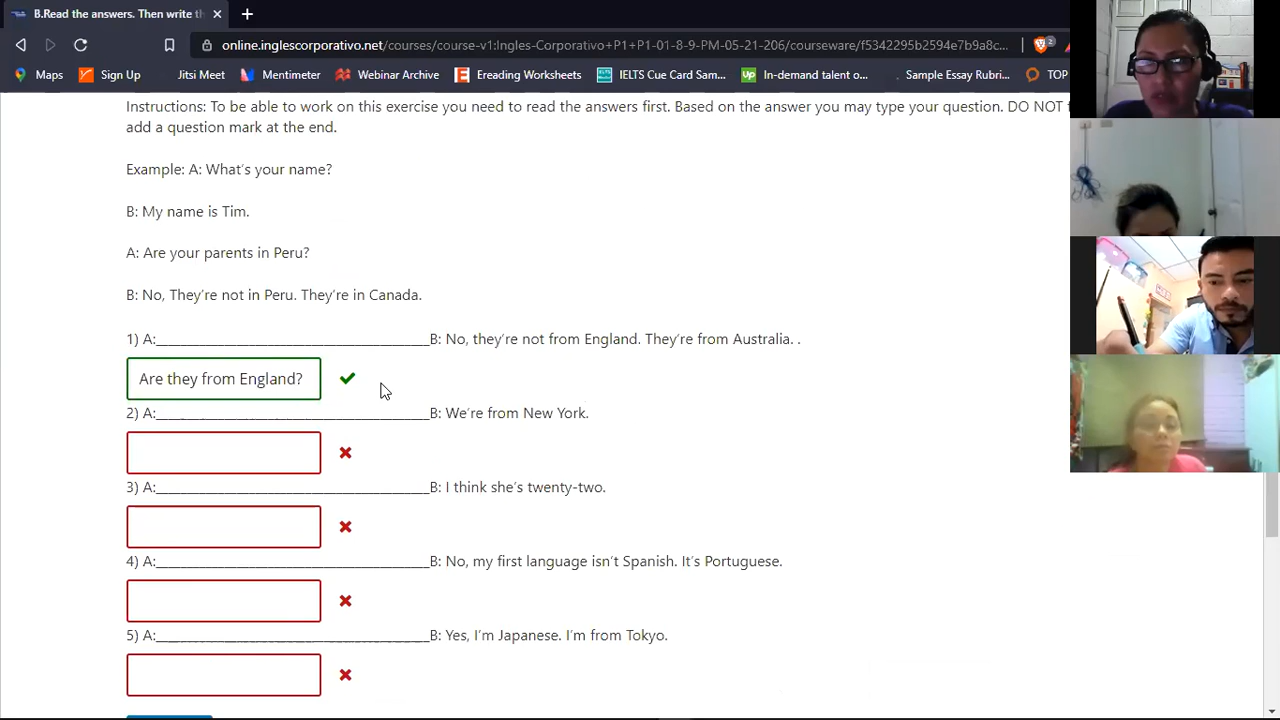 B.Read the answers. Then write th
online.inglescorporativo.net/courses/course-v1:Ingles-Corporativo+P1+P1-01-8-9-PM-05-21-206/courseware/f5342295b2594e7b9a8c...
2
Maps Sign Up Jitsi Meet Mentimeter Webinar Archive Enrolling Worksheets IELTS Cue Card Sam... In-demand talent o... Sample Essay Rubri... TOP
Instructions: To be able to work on this exercise you need to read the answers first. Based on the answer you may type your question. DO NOT f
add a question mark at the end.
Example: A: What's your name?
B: My name is Tim.
A: Are your parents in Peru?
B: No, They're not in Peru. They're in Canada.
1) A:___________________________________B: No, they're not from England. They're from Australia. .
Are they from England?
2) A:___________________________________B: We're from New York.
3) A:___________________________________B: I think she's twenty-two.
4) A:___________________________________B: No, my first language isn't Spanish. It's Portuguese.
5) A:___________________________________B: Yes, I'm Japanese. I'm from Tokyo.